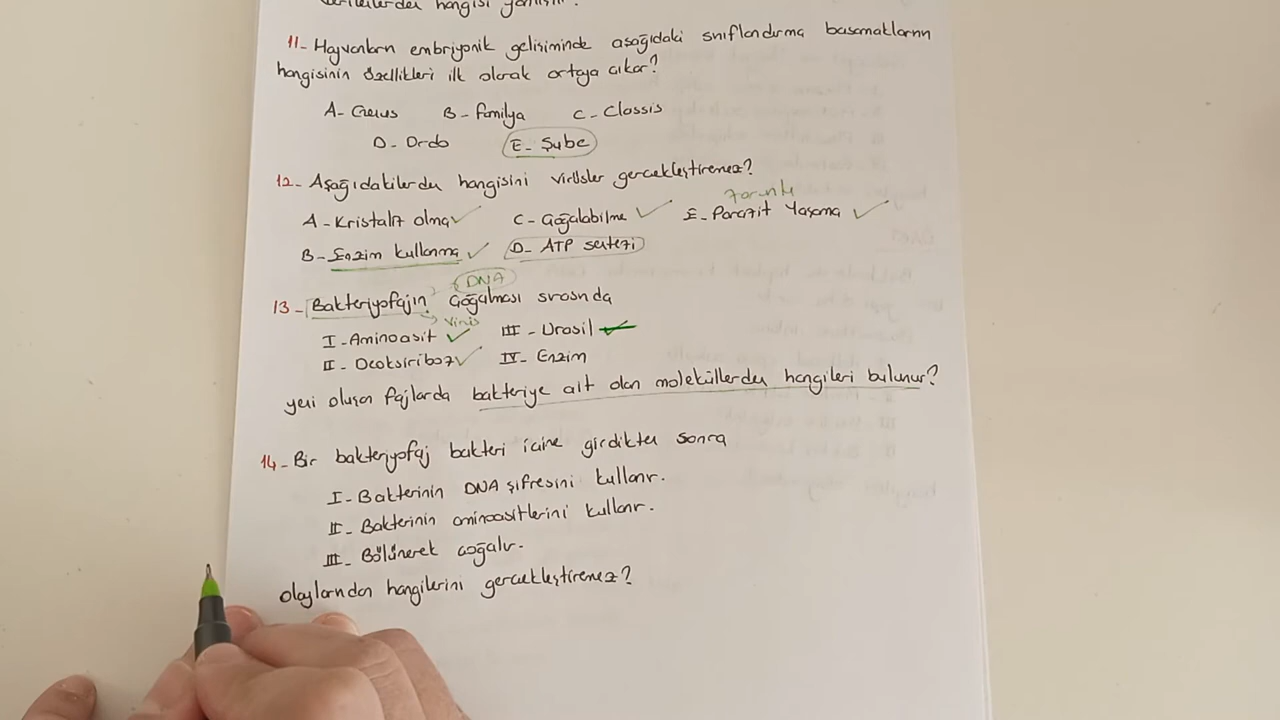 hangisi
11- Hayvanların embriyonik gelişiminde aşağıdaki sınıflandırma basamaklarının
hangisinin özellikleri ilk olarak ortaya çıkar?
A- Genus B- familya C- Classis
D- Ordo E- Şube
12- Aşağıdakilerden hangisini virüsler gerçekleştiremez?
zorunlu
A- Kristalit olma C- Çoğalabilme E- Parazit Yaşama
B- Enzim kullanma D- ATP sentezi
DNA
13- Bakteriyofajın çoğalması sırasında
Virüs
I- Aminoasit III- Urasil
II- Deoksiriboz IV- Enzim
yeni oluşan fajlarda bakteriye ait olan moleküllerden hangileri bulunur?
14- Bir bakteriyofaj bakteri içine girdikten sonra
I- Bakterinin DNA şifresini kullanır.
II- Bakterinin aminoasitlerini kullanır.
III- Bölünerek çoğalır.
olaylarından hangilerini gerçekleştiremez?